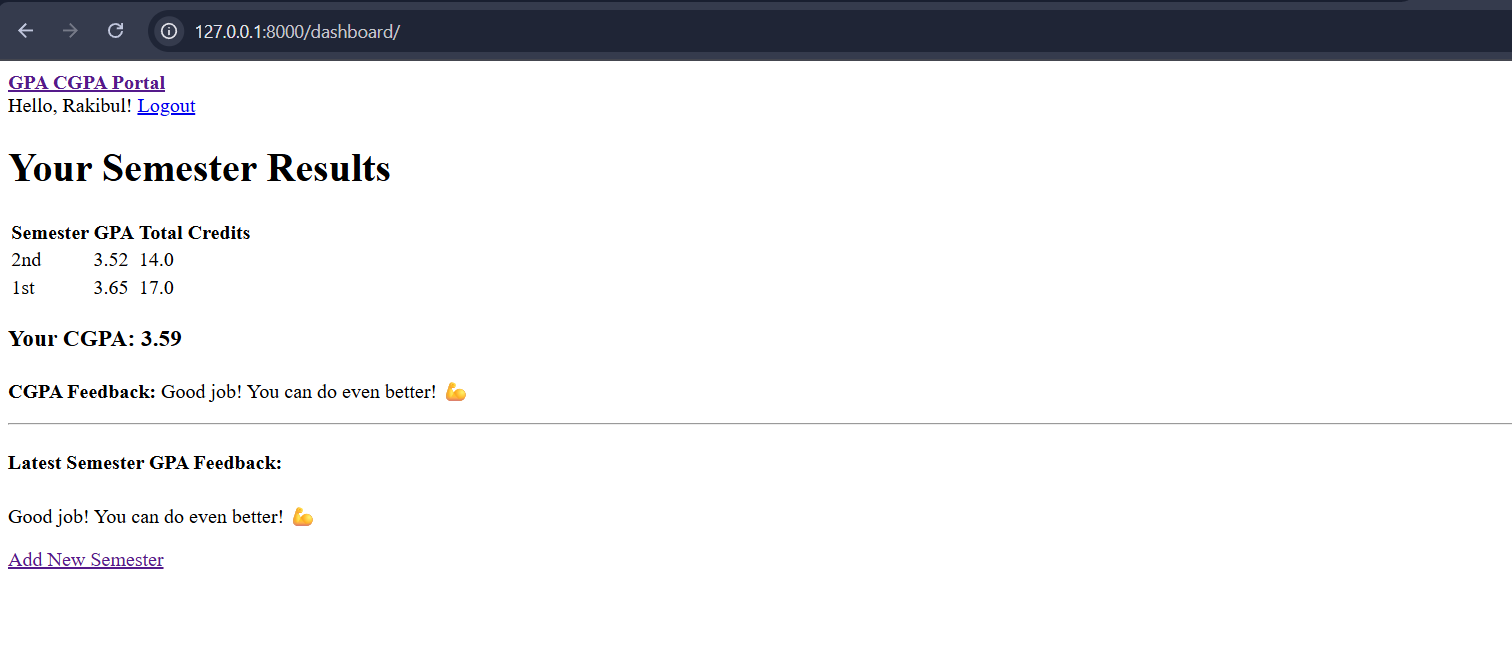 127.0.0.1:8000/dashboard/
GPA CGPA Portal
Hello, Rakibul! Logout
Your Semester Results
Semester GPA Total Credits
2nd 3.52 14.0
1st 3.65 17.0
Your CGPA: 3.59
CGPA Feedback: Good job! You can do even better! 💪
Latest Semester GPA Feedback:
Good job! You can do even better! 💪
Add New Semester